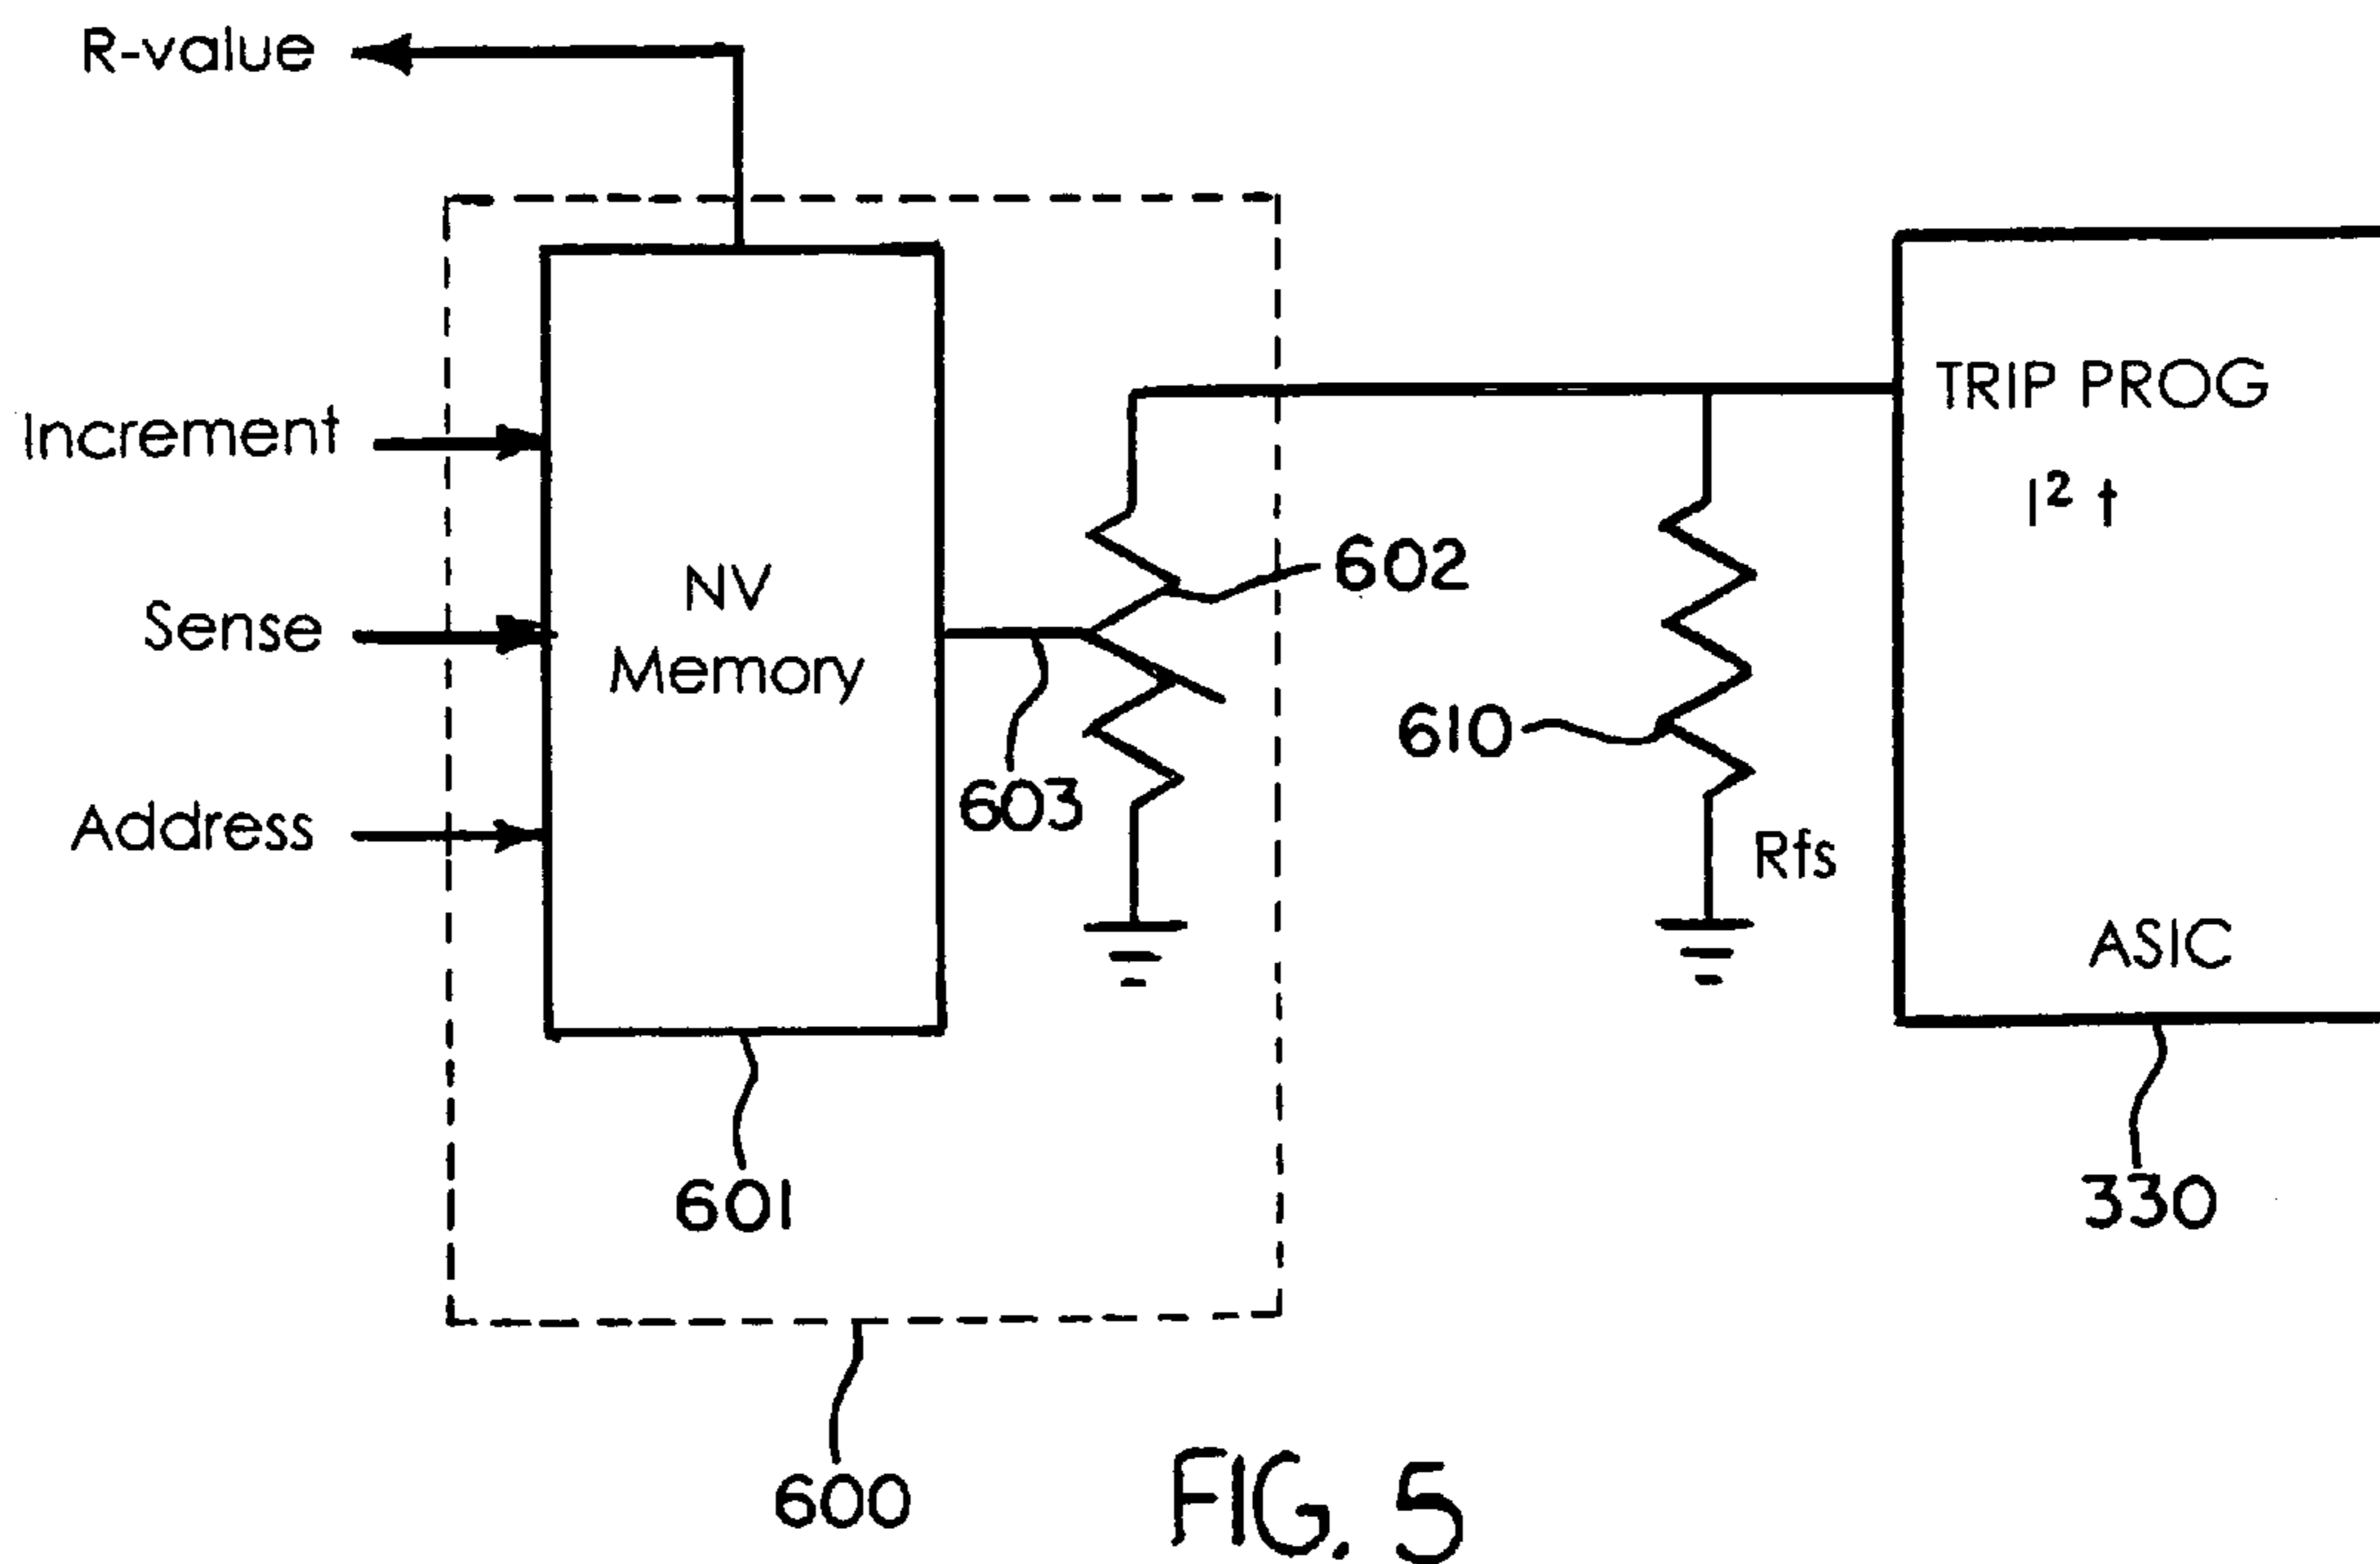 R-value
Increment
Sense
Address
NV
Memory
602
603
610
Rfs
TRIP PROG
I² t
ASIC
601
330
600
FIG. 5